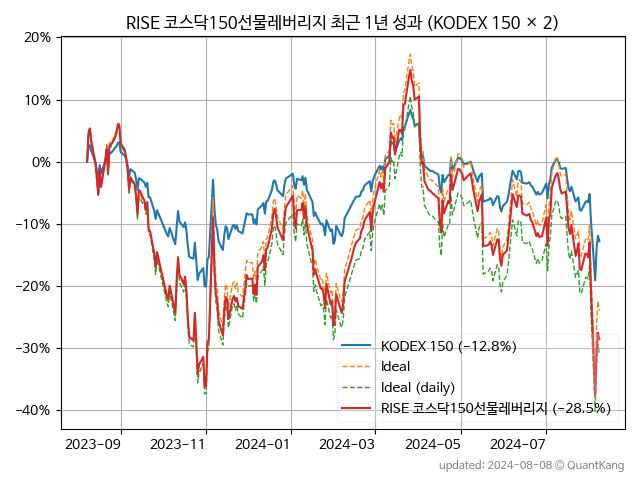 RISE 코스닥150선물레버리지 최근 1년 성과 (KODEX 150 × 2)
20%
10%
0%
−10%
−20%
−30%
−40%
KODEX 150 (−12.8%)
Ideal
Ideal (daily)
RISE 코스닥150선물레버리지 (−28.5%)
2023-09
2023-11
2024-01
2024-03
2024-05
2024-07
updated: 2024-08-08 © QuantKang